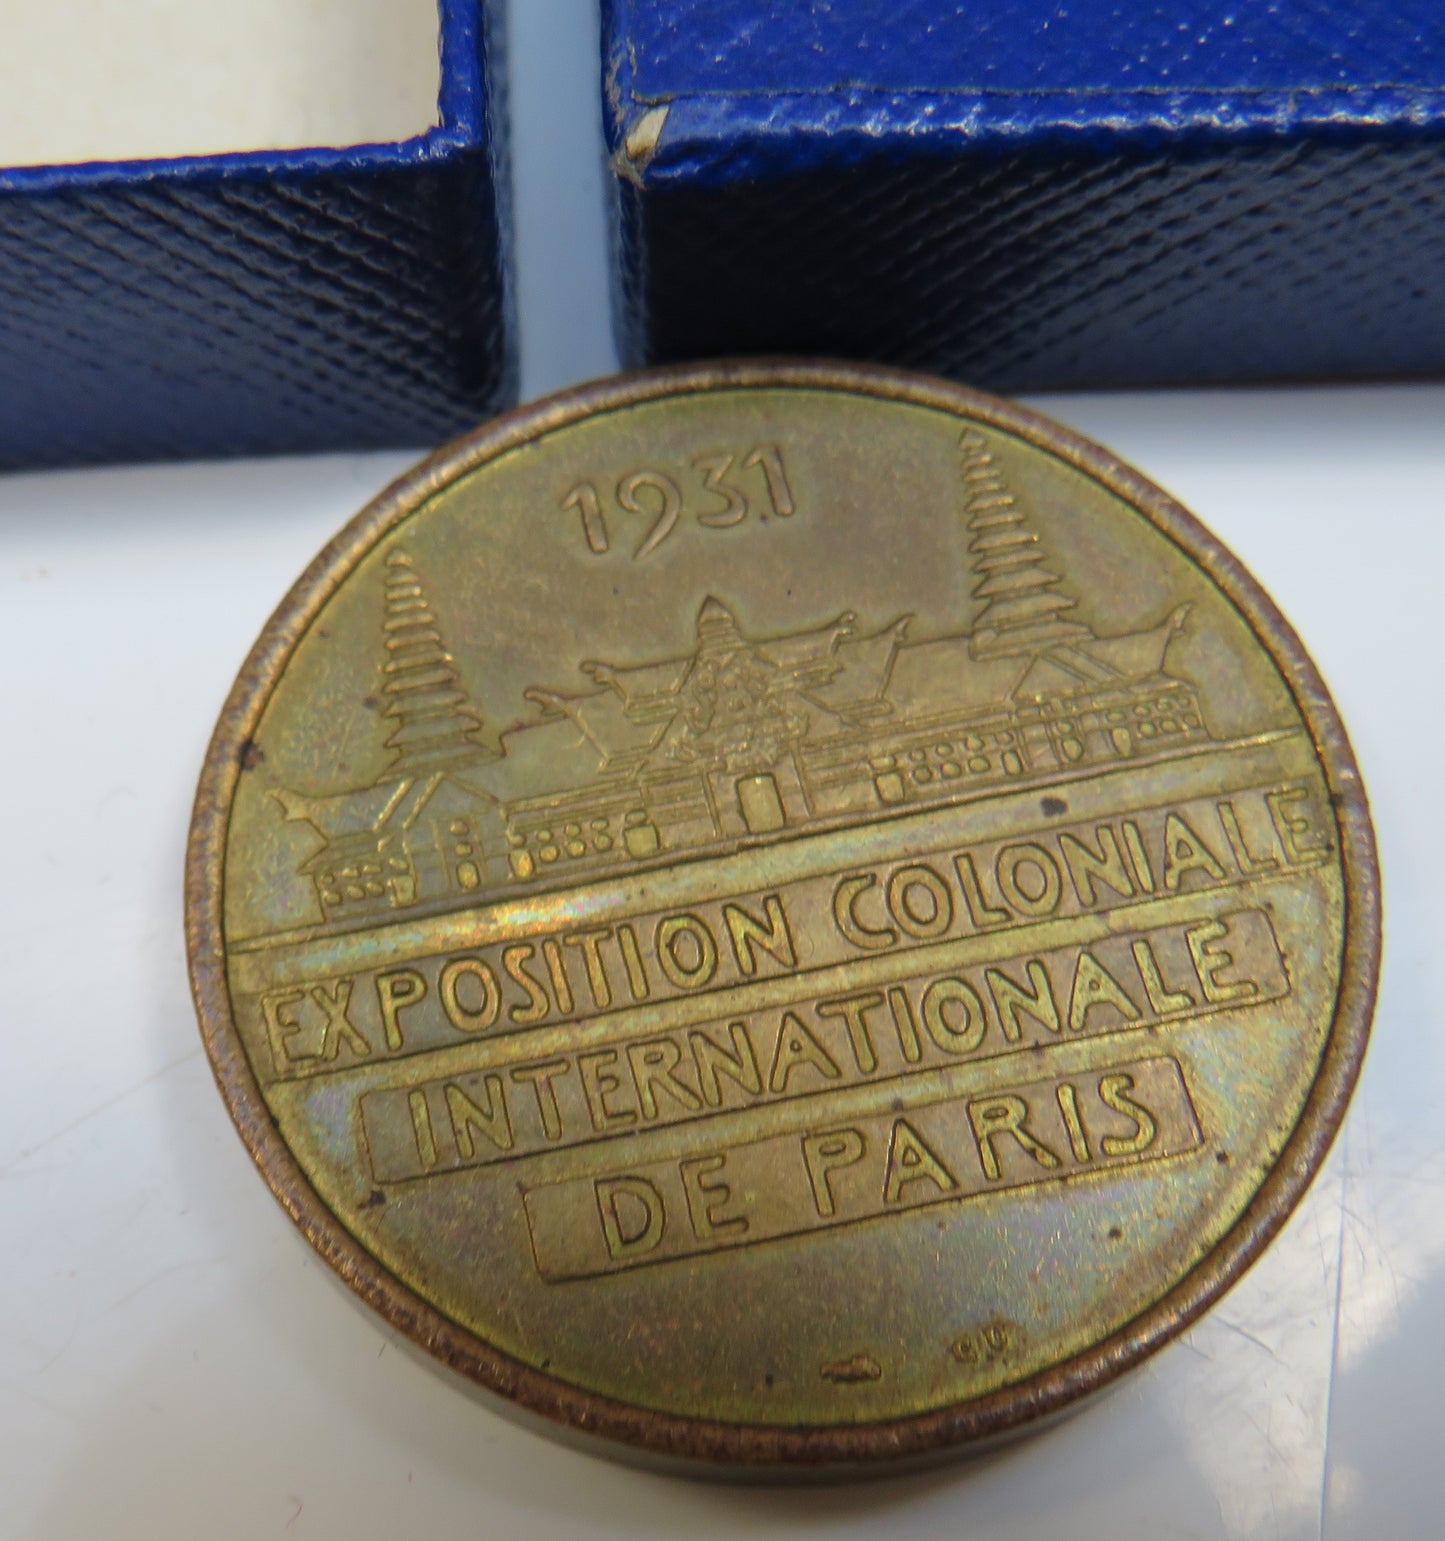 1931
EXPOSITION COLONIALE
INTERNATIONALE
DE PARIS